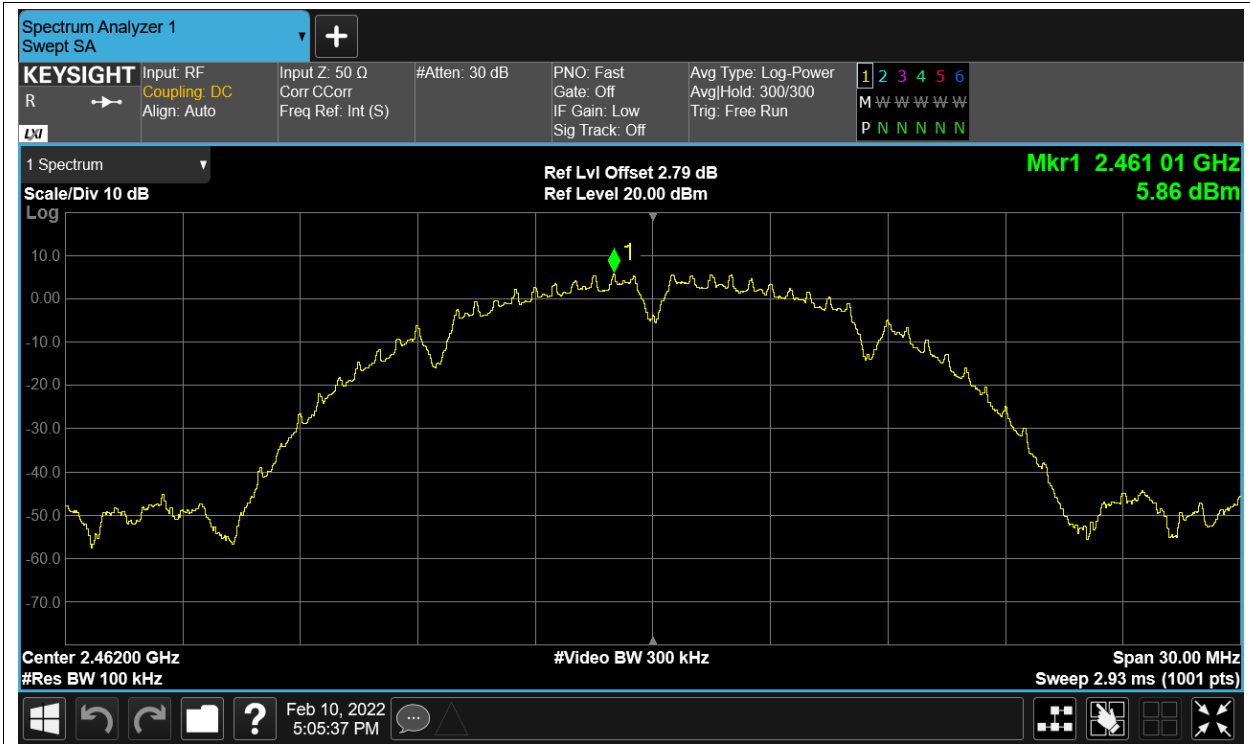 Spectrum Analyzer 1
Swept SA
KEYSIGHT
R
LXI
Input: RF
Coupling: DC
Align: Auto
Input Z: 50 Ω
Corr CCorr
Freq Ref: Int (S)
#Atten: 30 dB
PNO: Fast
Gate: Off
IF Gain: Low
Sig Track: Off
Avg Type: Log-Power
Avg|Hold: 300/300
Trig: Free Run
1 2 3 4 5 6
M W W W W W
P N N N N N
1 Spectrum
Scale/Div 10 dB
Log
Ref Lvl Offset 2.79 dB
Ref Level 20.00 dBm
Mkr1 2.461 01 GHz
5.86 dBm
1
10.0
0.00
-10.0
-20.0
-30.0
-40.0
-50.0
-60.0
-70.0
Center 2.46200 GHz
#Res BW 100 kHz
#Video BW 300 kHz
Span 30.00 MHz
Sweep 2.93 ms (1001 pts)
?
Feb 10, 2022
5:05:37 PM